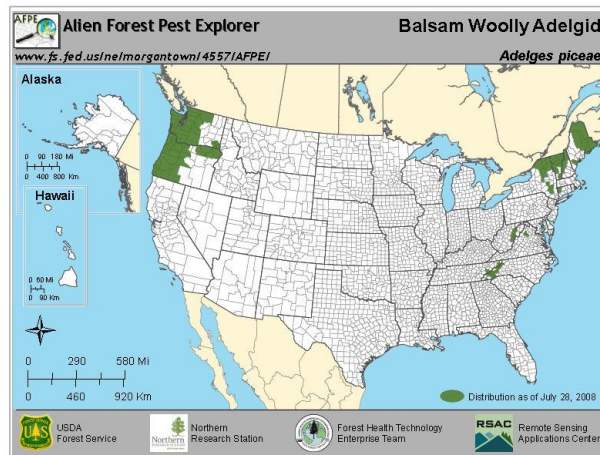 AFPE
Alien Forest Pest Explorer
Balsam Woolly Adelgid
www.fs.fed.us/ne/morgantown/4557/AFPE/
Adelges piceae
Alaska
0 90 180 Mi
0 400 800 Km
Hawaii
0 60 Mi
0 90 Km
0 290 580 Mi
0 460 920 Km
Distribution as of July 28, 2008
UAS
USDA
Forest Service
Northern
Northern
Research Station
Forest Health Technology
Enterprise Team
RSAC
Remote Sensing
Applications Center